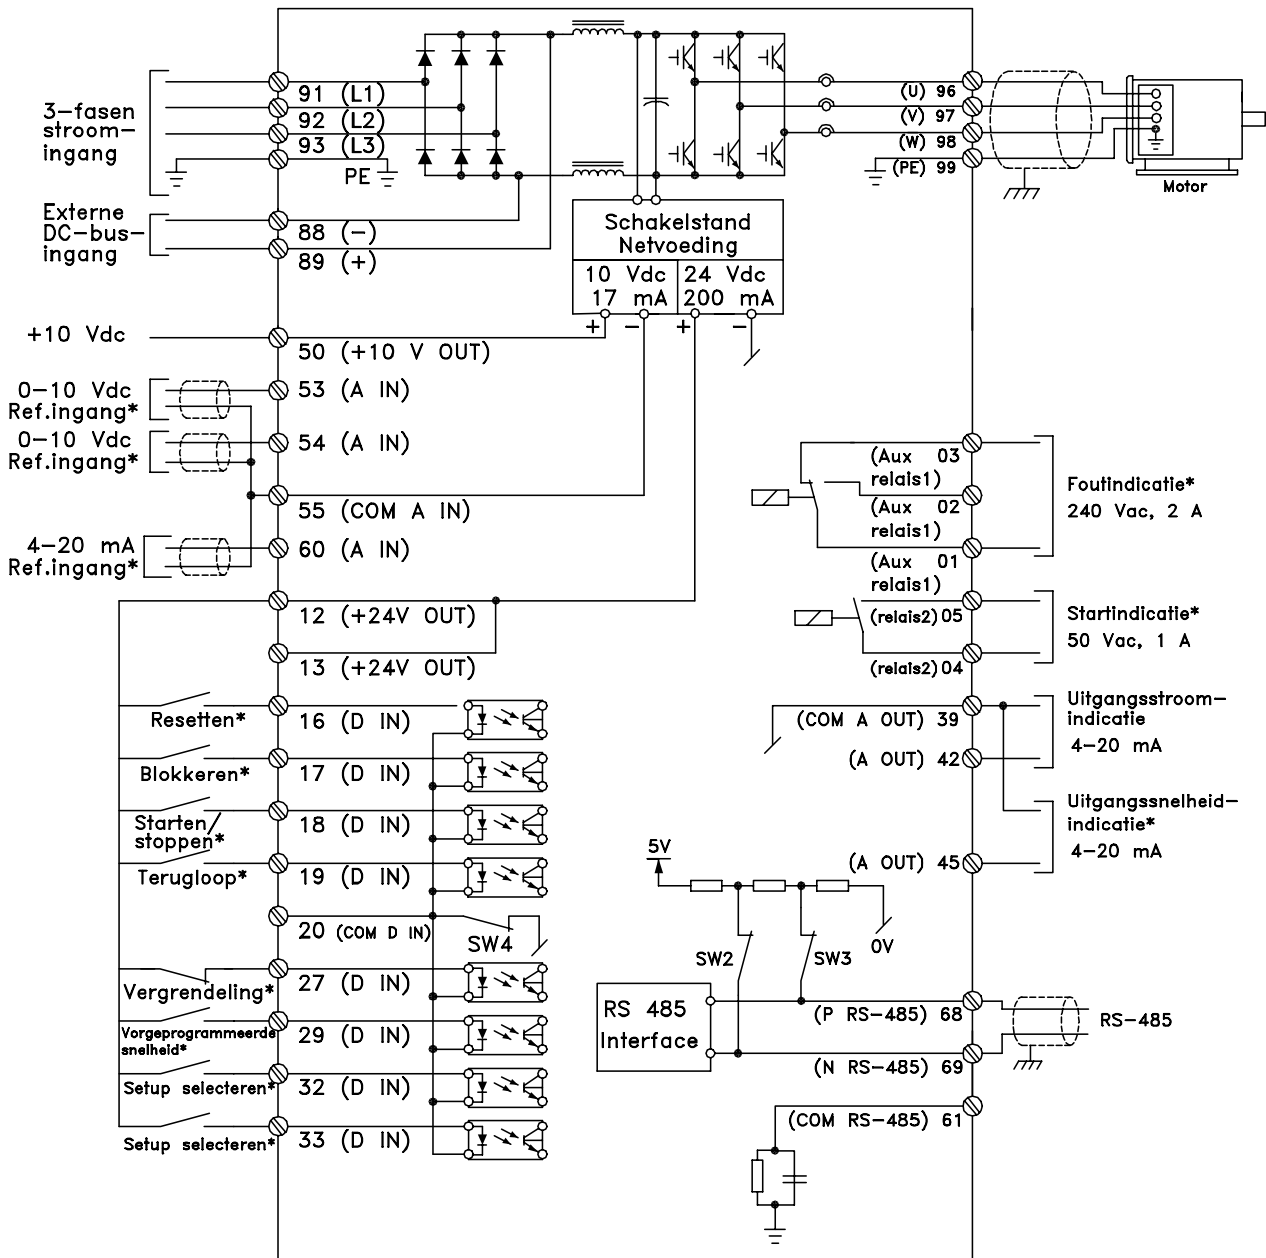 3-fasen
stroom-
ingang
91 (L1)
92 (L2)
93 (L3)
PE
Externe
DC-bus-
ingang
88 (-)
89 (+)
Schakelstand
Netvoeding
10 Vdc
17 mA
24 Vdc
200 mA
+ - + -
(U) 96
(V) 97
(W) 98
(PE) 99
Motor
+10 Vdc
50 (+10 V OUT)
0-10 Vdc
Ref.ingang*
53 (A IN)
0-10 Vdc
Ref.ingang*
54 (A IN)
55 (COM A IN)
4-20 mA
Ref.ingang*
60 (A IN)
12 (+24V OUT)
13 (+24V OUT)
Resetten*
16 (D IN)
Blokkeren*
17 (D IN)
Starten/
stoppen*
18 (D IN)
Terugloop*
19 (D IN)
20 (COM D IN)
SW4
Vergrendeling*
27 (D IN)
Vorgeprogrammeerde
snelheid*
29 (D IN)
Setup selecteren*
32 (D IN)
Setup selecteren*
33 (D IN)
(Aux 03
relais1)
(Aux 02
relais1)
(Aux 01
relais1)
Foutindicatie*
240 Vac, 2 A
(relais2) 05
(relais2) 04
Startindicatie*
50 Vac, 1 A
(COM A OUT) 39
(A OUT) 42
Uitgangsstroom-
indicatie
4-20 mA
(A OUT) 45
Uitgangssnelheid-
indicatie*
4-20 mA
5V
0V
SW2
SW3
RS 485
Interface
(P RS-485) 68
(N RS-485) 69
RS-485
(COM RS-485) 61